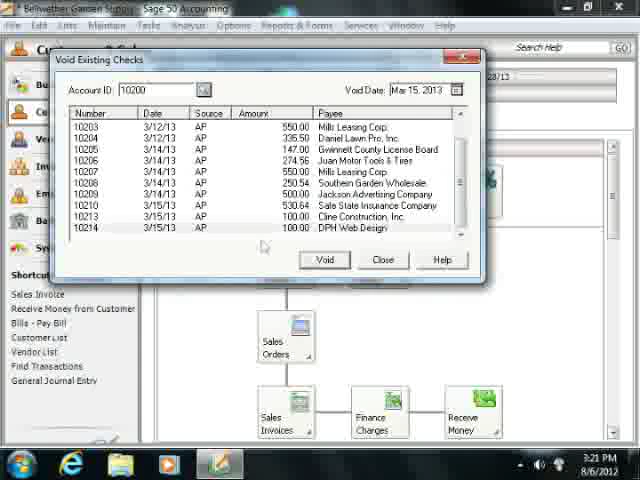 * Bellwether Garden Supply - Sage 50 Accounting
File Edit Lists Maintain Tasks Analysis Options Reports & Forms Services Window Help
Search Help GO
Void Existing Checks
Account ID: 10200 Void Date: Mar 15, 2013
Number Date Source Amount Payee
10203 3/12/13 AP 550.00 Mills Leasing Corp.
10204 3/12/13 AP 335.50 Daniel Lawn Pro, Inc.
10205 3/14/13 AP 147.00 Gwinnett County License Board
10206 3/14/13 AP 274.56 Juan Motor Tools & Tires
10207 3/14/13 AP 550.00 Mills Leasing Corp.
10208 3/14/13 AP 250.54 Southern Garden Wholesale
10209 3/14/13 AP 500.00 Jackson Advertising Company
10210 3/15/13 AP 530.64 Safe State Insurance Company
10213 3/15/13 AP 100.00 Cline Construction, Inc.
10214 3/15/13 AP 100.00 DPH Web Design
Void Close Help
Sales Invoice
Receive Money from Customer
Bills - Pay Bill
Customer List
Vendor List
Find Transactions
General Journal Entry
Sales
Orders
Sales
Invoices
Finance
Charges
Receive
Money
3:21 PM
8/6/2012